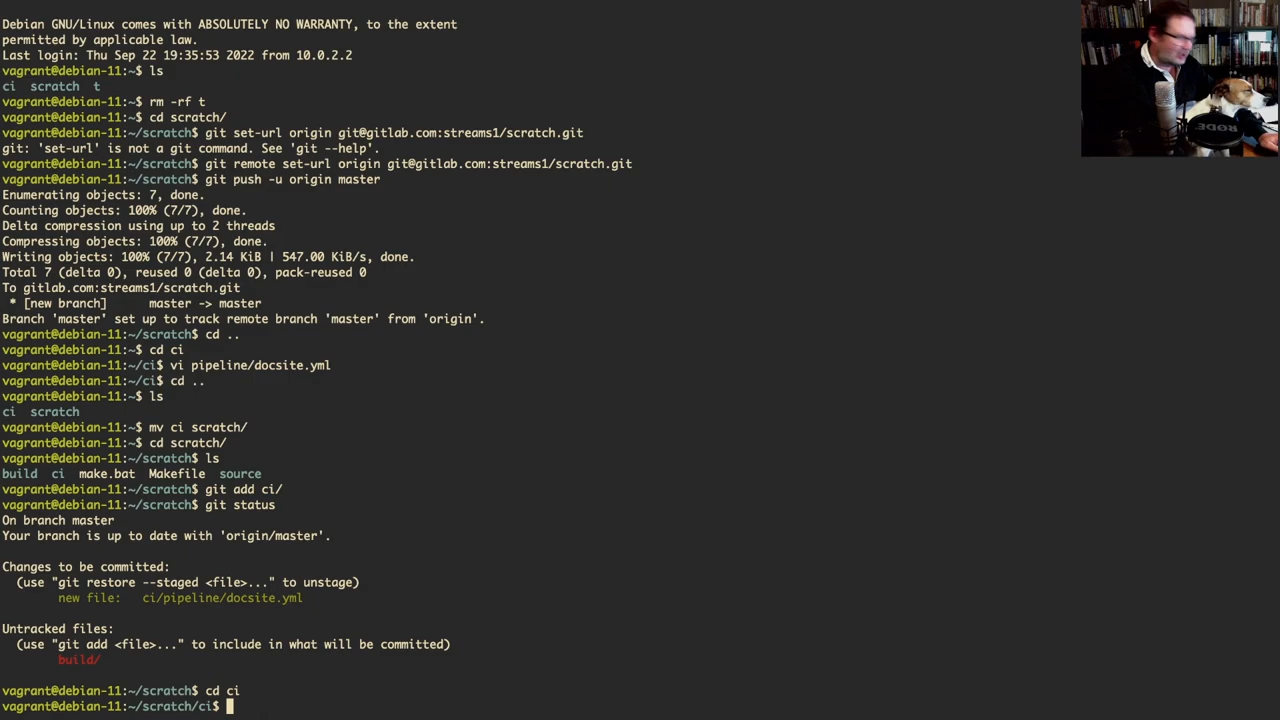 Debian GNU/Linux comes with ABSOLUTELY NO WARRANTY, to the extent
permitted by applicable law.
Last login: Thu Sep 22 19:35:53 2022 from 10.0.2.2
vagrant@debian-11:~$ ls
ci  scratch  t
vagrant@debian-11:~$ rm -rf t
vagrant@debian-11:~$ cd scratch/
vagrant@debian-11:~/scratch$ git set-url origin git@gitlab.com:streams1/scratch.git
git: 'set-url' is not a git command. See 'git --help'.
vagrant@debian-11:~/scratch$ git remote set-url origin git@gitlab.com:streams1/scratch.git
vagrant@debian-11:~/scratch$ git push -u origin master
Enumerating objects: 7, done.
Counting objects: 100% (7/7), done.
Delta compression using up to 2 threads
Compressing objects: 100% (7/7), done.
Writing objects: 100% (7/7), 2.14 KiB | 547.00 KiB/s, done.
Total 7 (delta 0), reused 0 (delta 0), pack-reused 0
To gitlab.com:streams1/scratch.git
 * [new branch]      master -> master
Branch 'master' set up to track remote branch 'master' from 'origin'.
vagrant@debian-11:~/scratch$ cd ..
vagrant@debian-11:~$ cd ci
vagrant@debian-11:~/ci$ vi pipeline/docsite.yml
vagrant@debian-11:~/ci$ cd ..
vagrant@debian-11:~$ ls
ci  scratch
vagrant@debian-11:~$ mv ci scratch/
vagrant@debian-11:~$ cd scratch/
vagrant@debian-11:~/scratch$ ls
build  ci  make.bat  Makefile  source
vagrant@debian-11:~/scratch$ git add ci/
vagrant@debian-11:~/scratch$ git status
On branch master
Your branch is up to date with 'origin/master'.
Changes to be committed:
  (use "git restore --staged <file>..." to unstage)
        new file:   ci/pipeline/docsite.yml
Untracked files:
  (use "git add <file>..." to include in what will be committed)
        build/
vagrant@debian-11:~/scratch$ cd ci
vagrant@debian-11:~/scratch/ci$
RODE